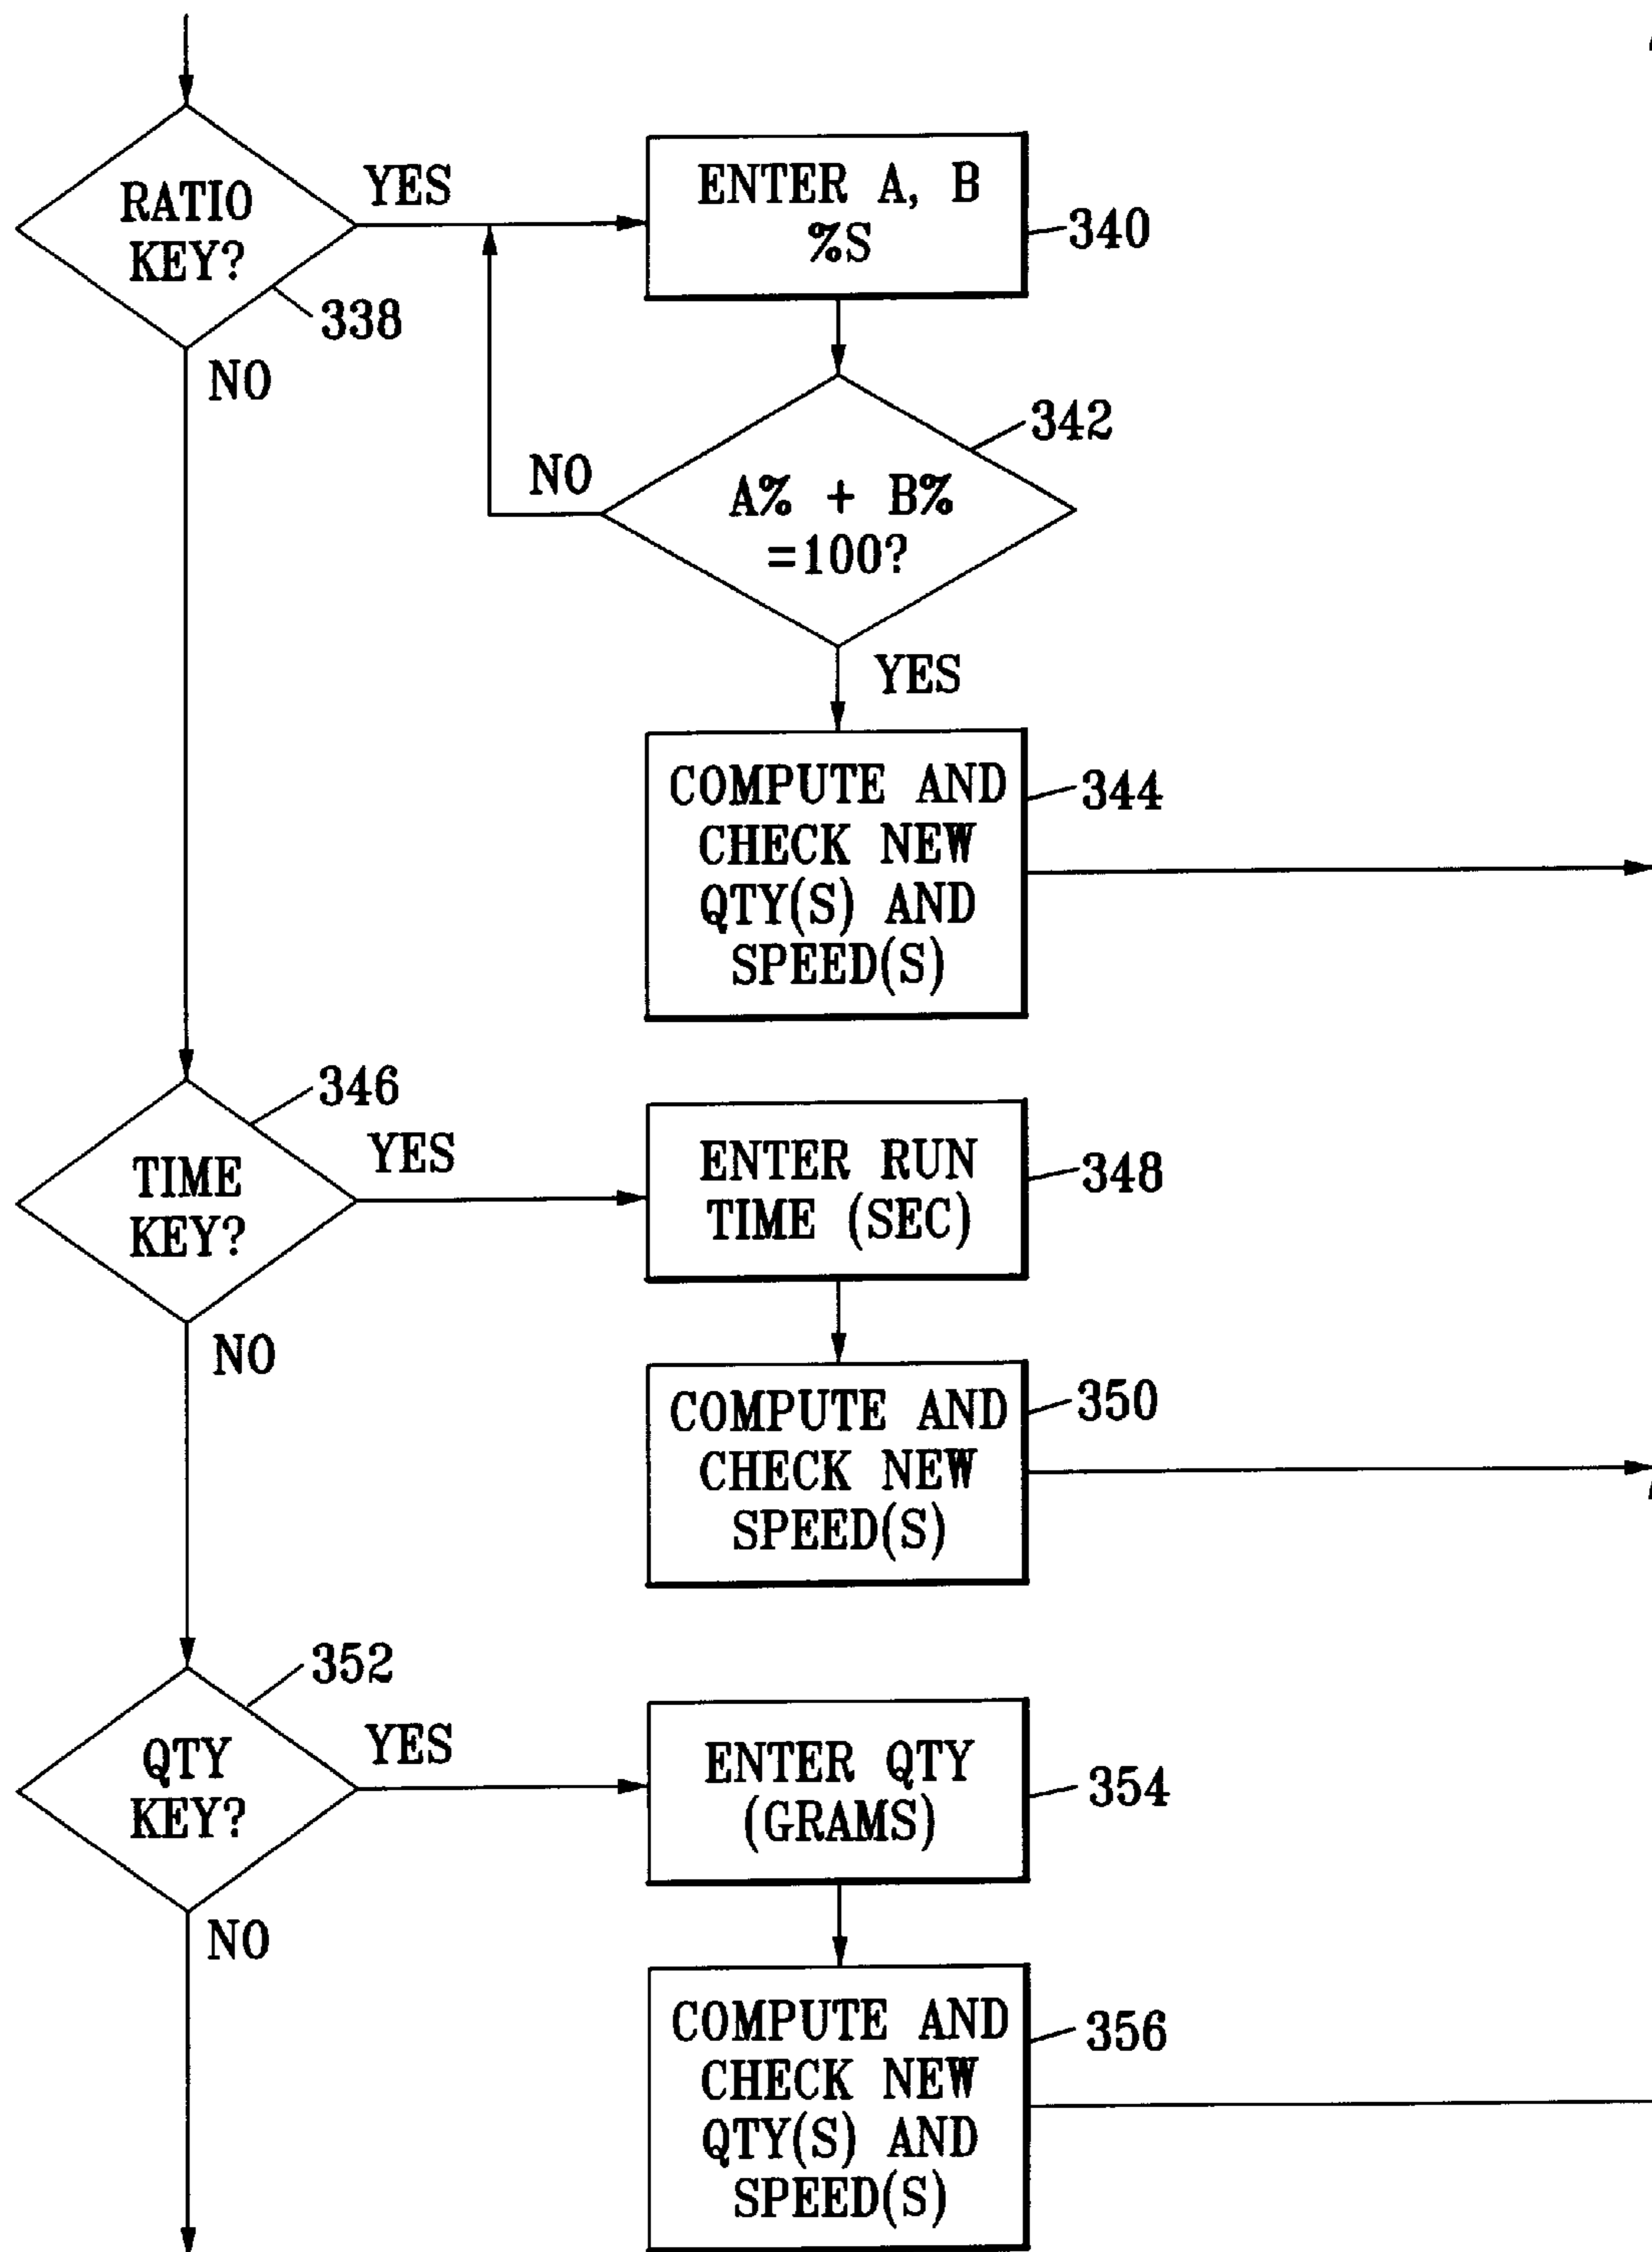 RATIO
KEY?
338
YES
NO
ENTER A, B
%S
340
342
NO
A% + B%
=100?
YES
COMPUTE AND
CHECK NEW
QTY(S) AND
SPEED(S)
344
346
TIME
KEY?
YES
NO
ENTER RUN
TIME (SEC)
348
COMPUTE AND
CHECK NEW
SPEED(S)
350
352
QTY
KEY?
YES
NO
ENTER QTY
(GRAMS)
354
COMPUTE AND
CHECK NEW
QTY(S) AND
SPEED(S)
356